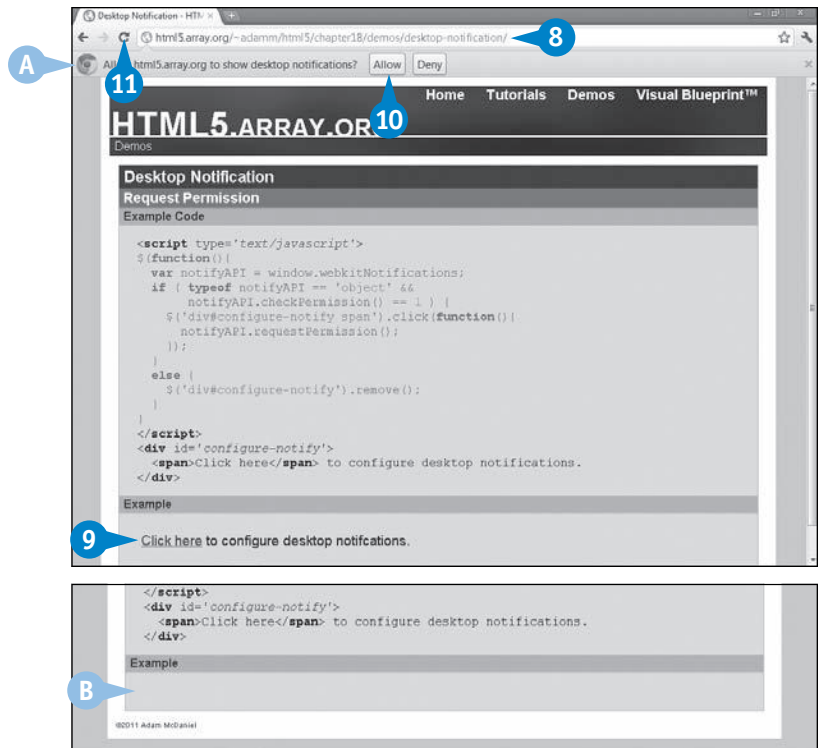 Desktop Notification - HTM
8
html5.array.org/~adamm/html5/chapter18/demos/desktop-notification/
A
html5.array.org to show desktop notifications? Allow Deny
11
10
Home Tutorials Demos Visual Blueprint™
HTML5.ARRAY.OR
Demos
Desktop Notification
Request Permission
Example Code
<script type='text/javascript'>
$(function(){
var notifyAPI = window.webkitNotifications;
if ( typeof notifyAPI == 'object' &&
notifyAPI.checkPermission() == 1 ) {
$('div#configure-notify span').click(function(){
notifyAPI.requestPermission();
});
}
else {
$('div#configure-notify').remove();
}
}
</script>
<div id='configure-notify'>
<span>Click here</span> to configure desktop notifications.
</div>
Example
9
Click here to configure desktop notifcations.
</script>
<div id='configure-notify'>
<span>Click here</span> to configure desktop notifications.
</div>
Example
B
©2011 Adam McDaniel